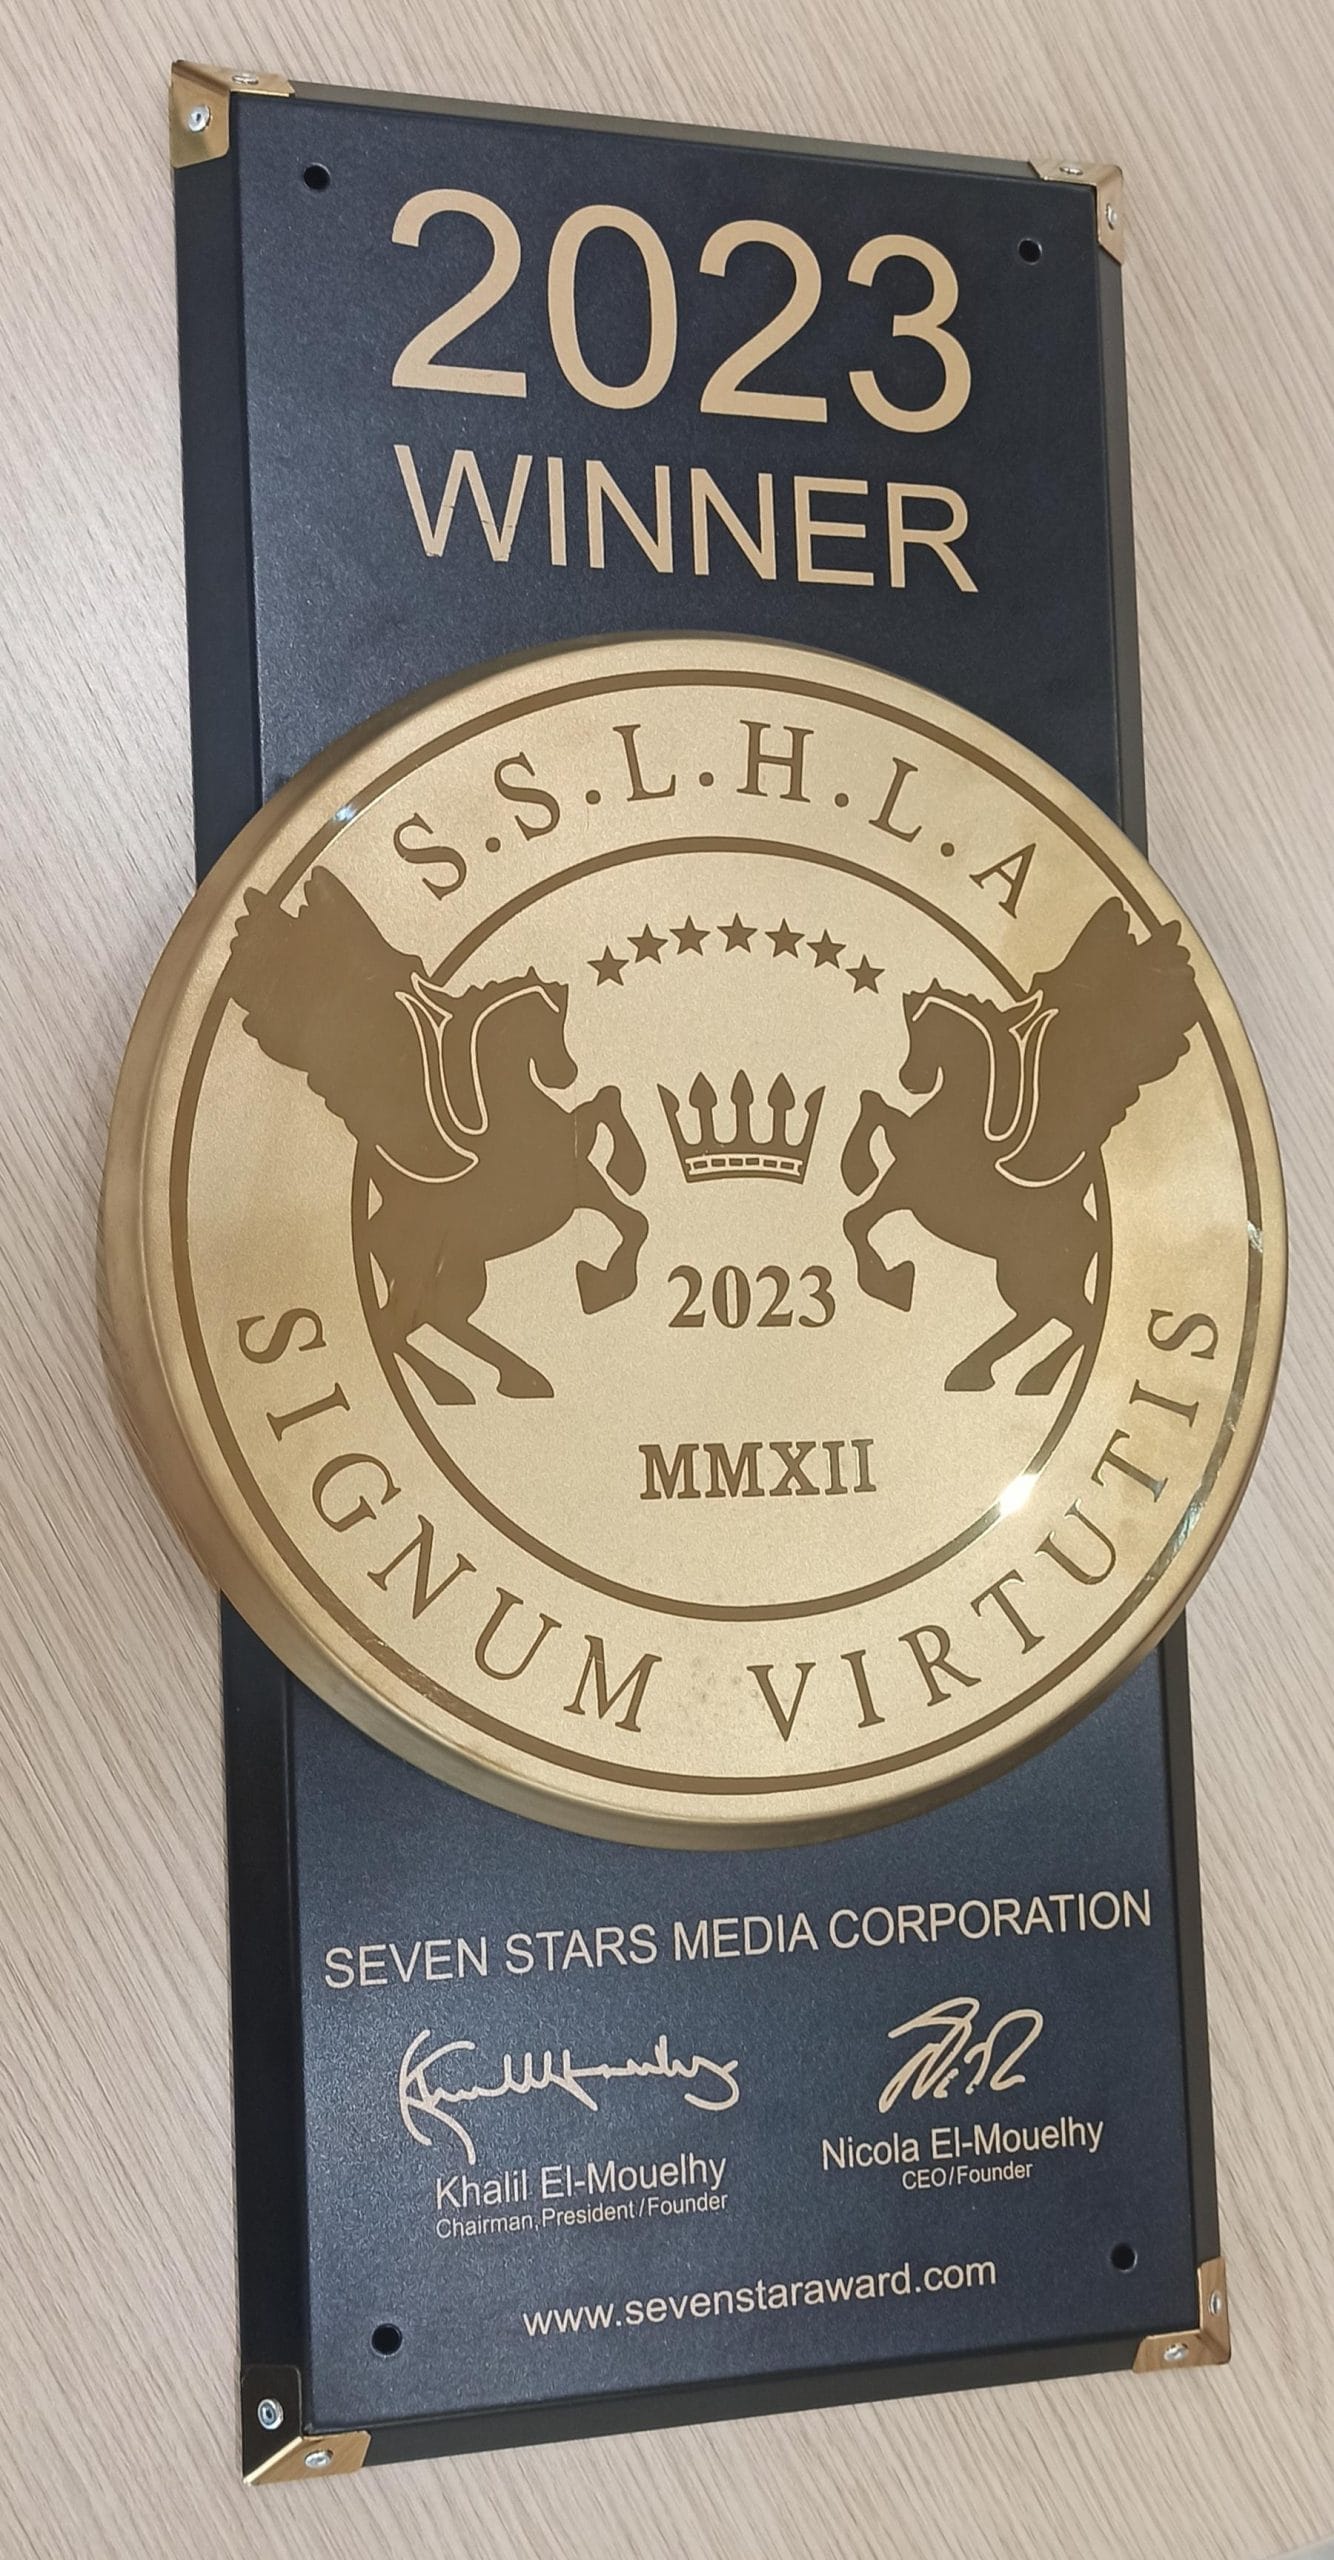 2023
WINNER
S.S.L.H.L.A
2023
MMXII
SIGNUM VIRTUTIS
SEVEN STARS MEDIA CORPORATION
Khalil El-Mouelhy
Chairman, President/Founder
Nicola El-Mouelhy
CEO/Founder
www.sevenstaraward.com